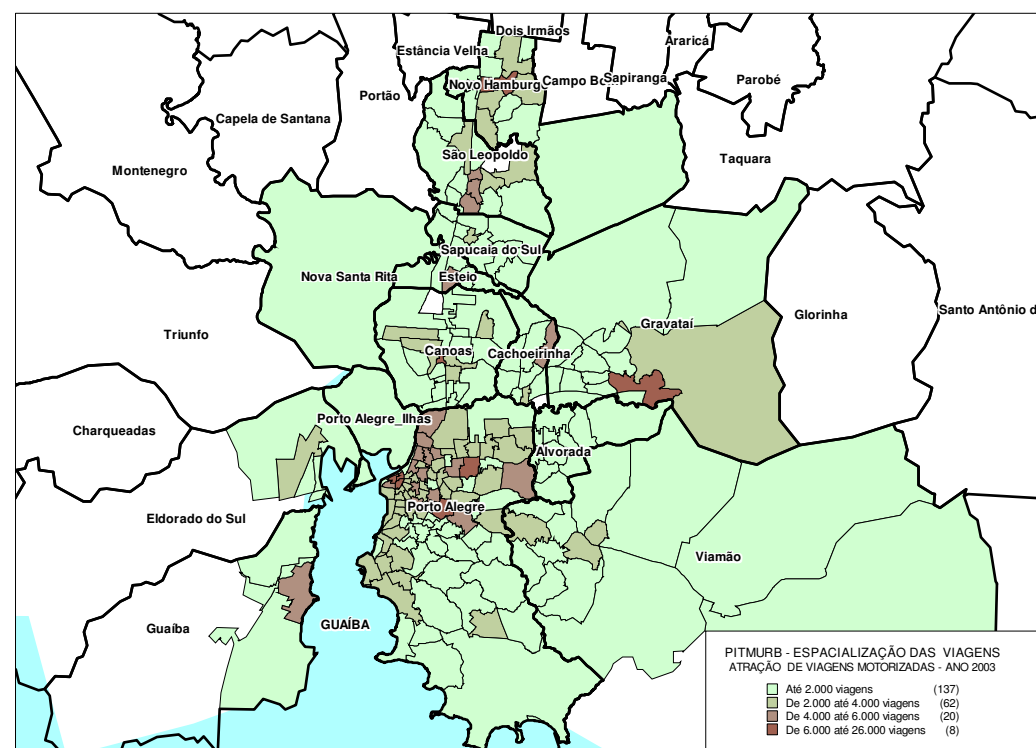 Dois Irmãos
Estância Velha
Araricá
Novo Hamburgo
Campo Bom
Sapiranga
Parobé
Portão
Capela de Santana
São Leopoldo
Taquara
Montenegro
Sapucaia do Sul
Nova Santa Rita
Esteio
Glorinha
Santo Antônio d
Triunfo
Gravataí
Canoas
Cachoeirinha
Porto Alegre_Ilhas
Charqueadas
Alvorada
Porto Alegre
Eldorado do Sul
Viamão
Guaíba
GUAÍBA
PITMURB - ESPACIALIZAÇÃO DAS VIAGENS
ATRAÇÃO DE VIAGENS MOTORIZADAS - ANO 2003
Até 2.000 viagens (137)
De 2.000 até 4.000 viagens (62)
De 4.000 até 6.000 viagens (20)
De 6.000 até 26.000 viagens (8)